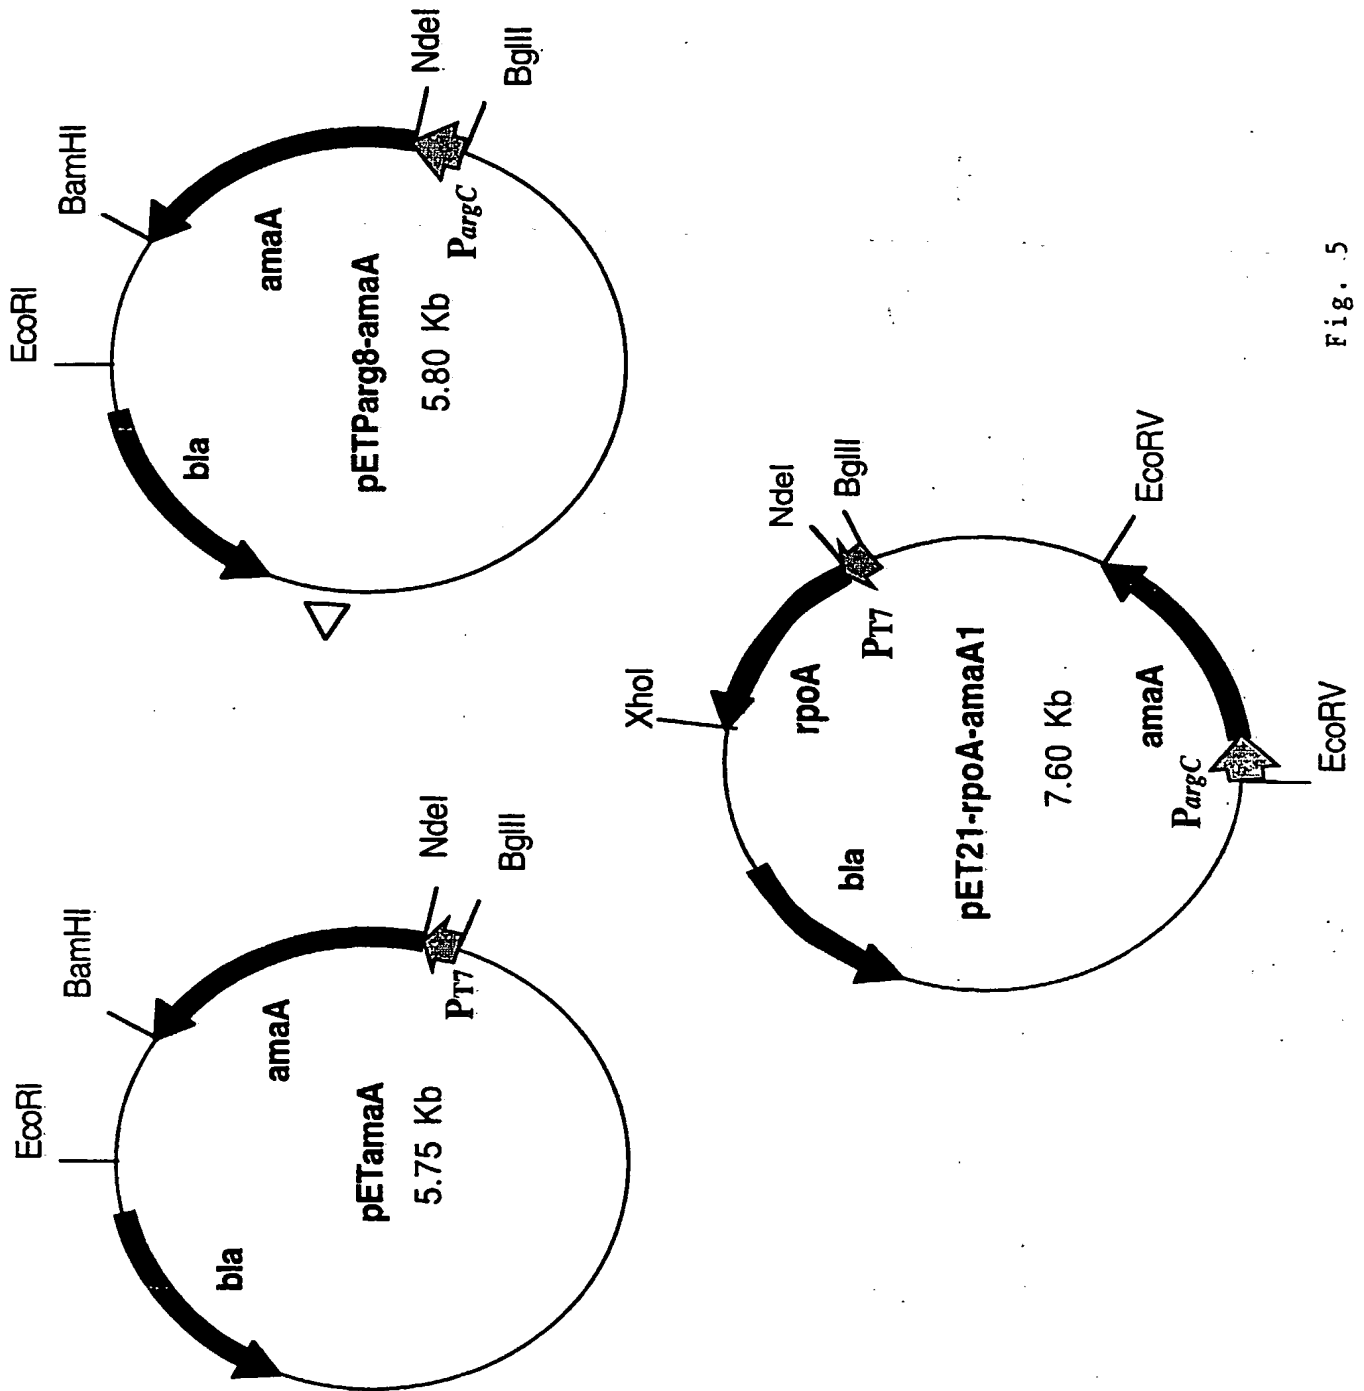 EcoRI
BamHI
NdeI
BglII
PT7
amaA
bla
pETamaA
5.75 Kb
EcoRI
BamHI
NdeI
BglII
PargC
amaA
bla
pETParg8-amaA
5.80 Kb
XhoI
NdeI
BglII
PT7
rpoA
bla
pET21-rpoA-amaA1
7.60 Kb
amaA
PargC
EcoRV
EcoRV
Fig. 5